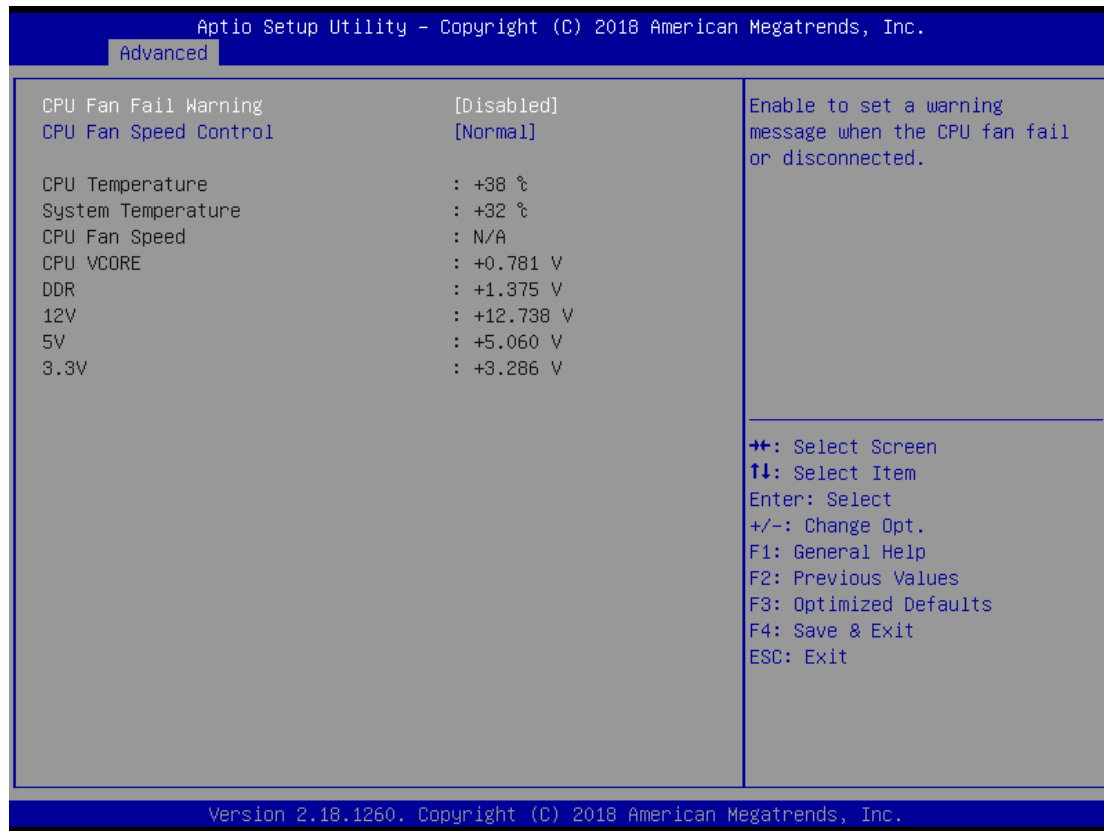 Aptio Setup Utility – Copyright (C) 2018 American Megatrends, Inc.
Advanced
CPU Fan Fail Warning [Disabled]
CPU Fan Speed Control [Normal]
CPU Temperature : +38 ℃
System Temperature : +32 ℃
CPU Fan Speed : N/A
CPU VCORE : +0.781 V
DDR : +1.375 V
12V : +12.738 V
5V : +5.060 V
3.3V : +3.286 V
Enable to set a warning
message when the CPU fan fail
or disconnected.
→←: Select Screen
↑↓: Select Item
Enter: Select
+/-: Change Opt.
F1: General Help
F2: Previous Values
F3: Optimized Defaults
F4: Save & Exit
ESC: Exit
Version 2.18.1260. Copyright (C) 2018 American Megatrends, Inc.